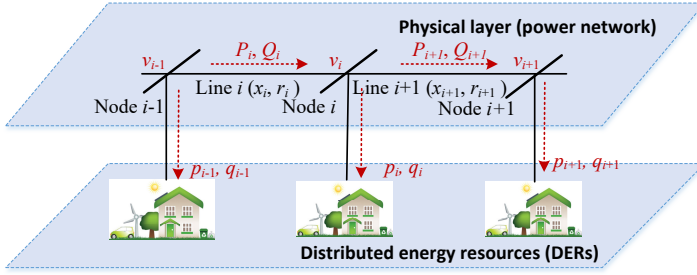 Physical layer (power network)
v_{i-1} P_i, Q_i v_i P_{i+1}, Q_{i+1} v_{i+1}
Line i (x_i, r_i) Line i+1 (x_{i+1}, r_{i+1})
Node i-1 Node i Node i+1
p_{i-1}, q_{i-1} p_i, q_i p_{i+1}, q_{i+1}
Distributed energy resources (DERs)